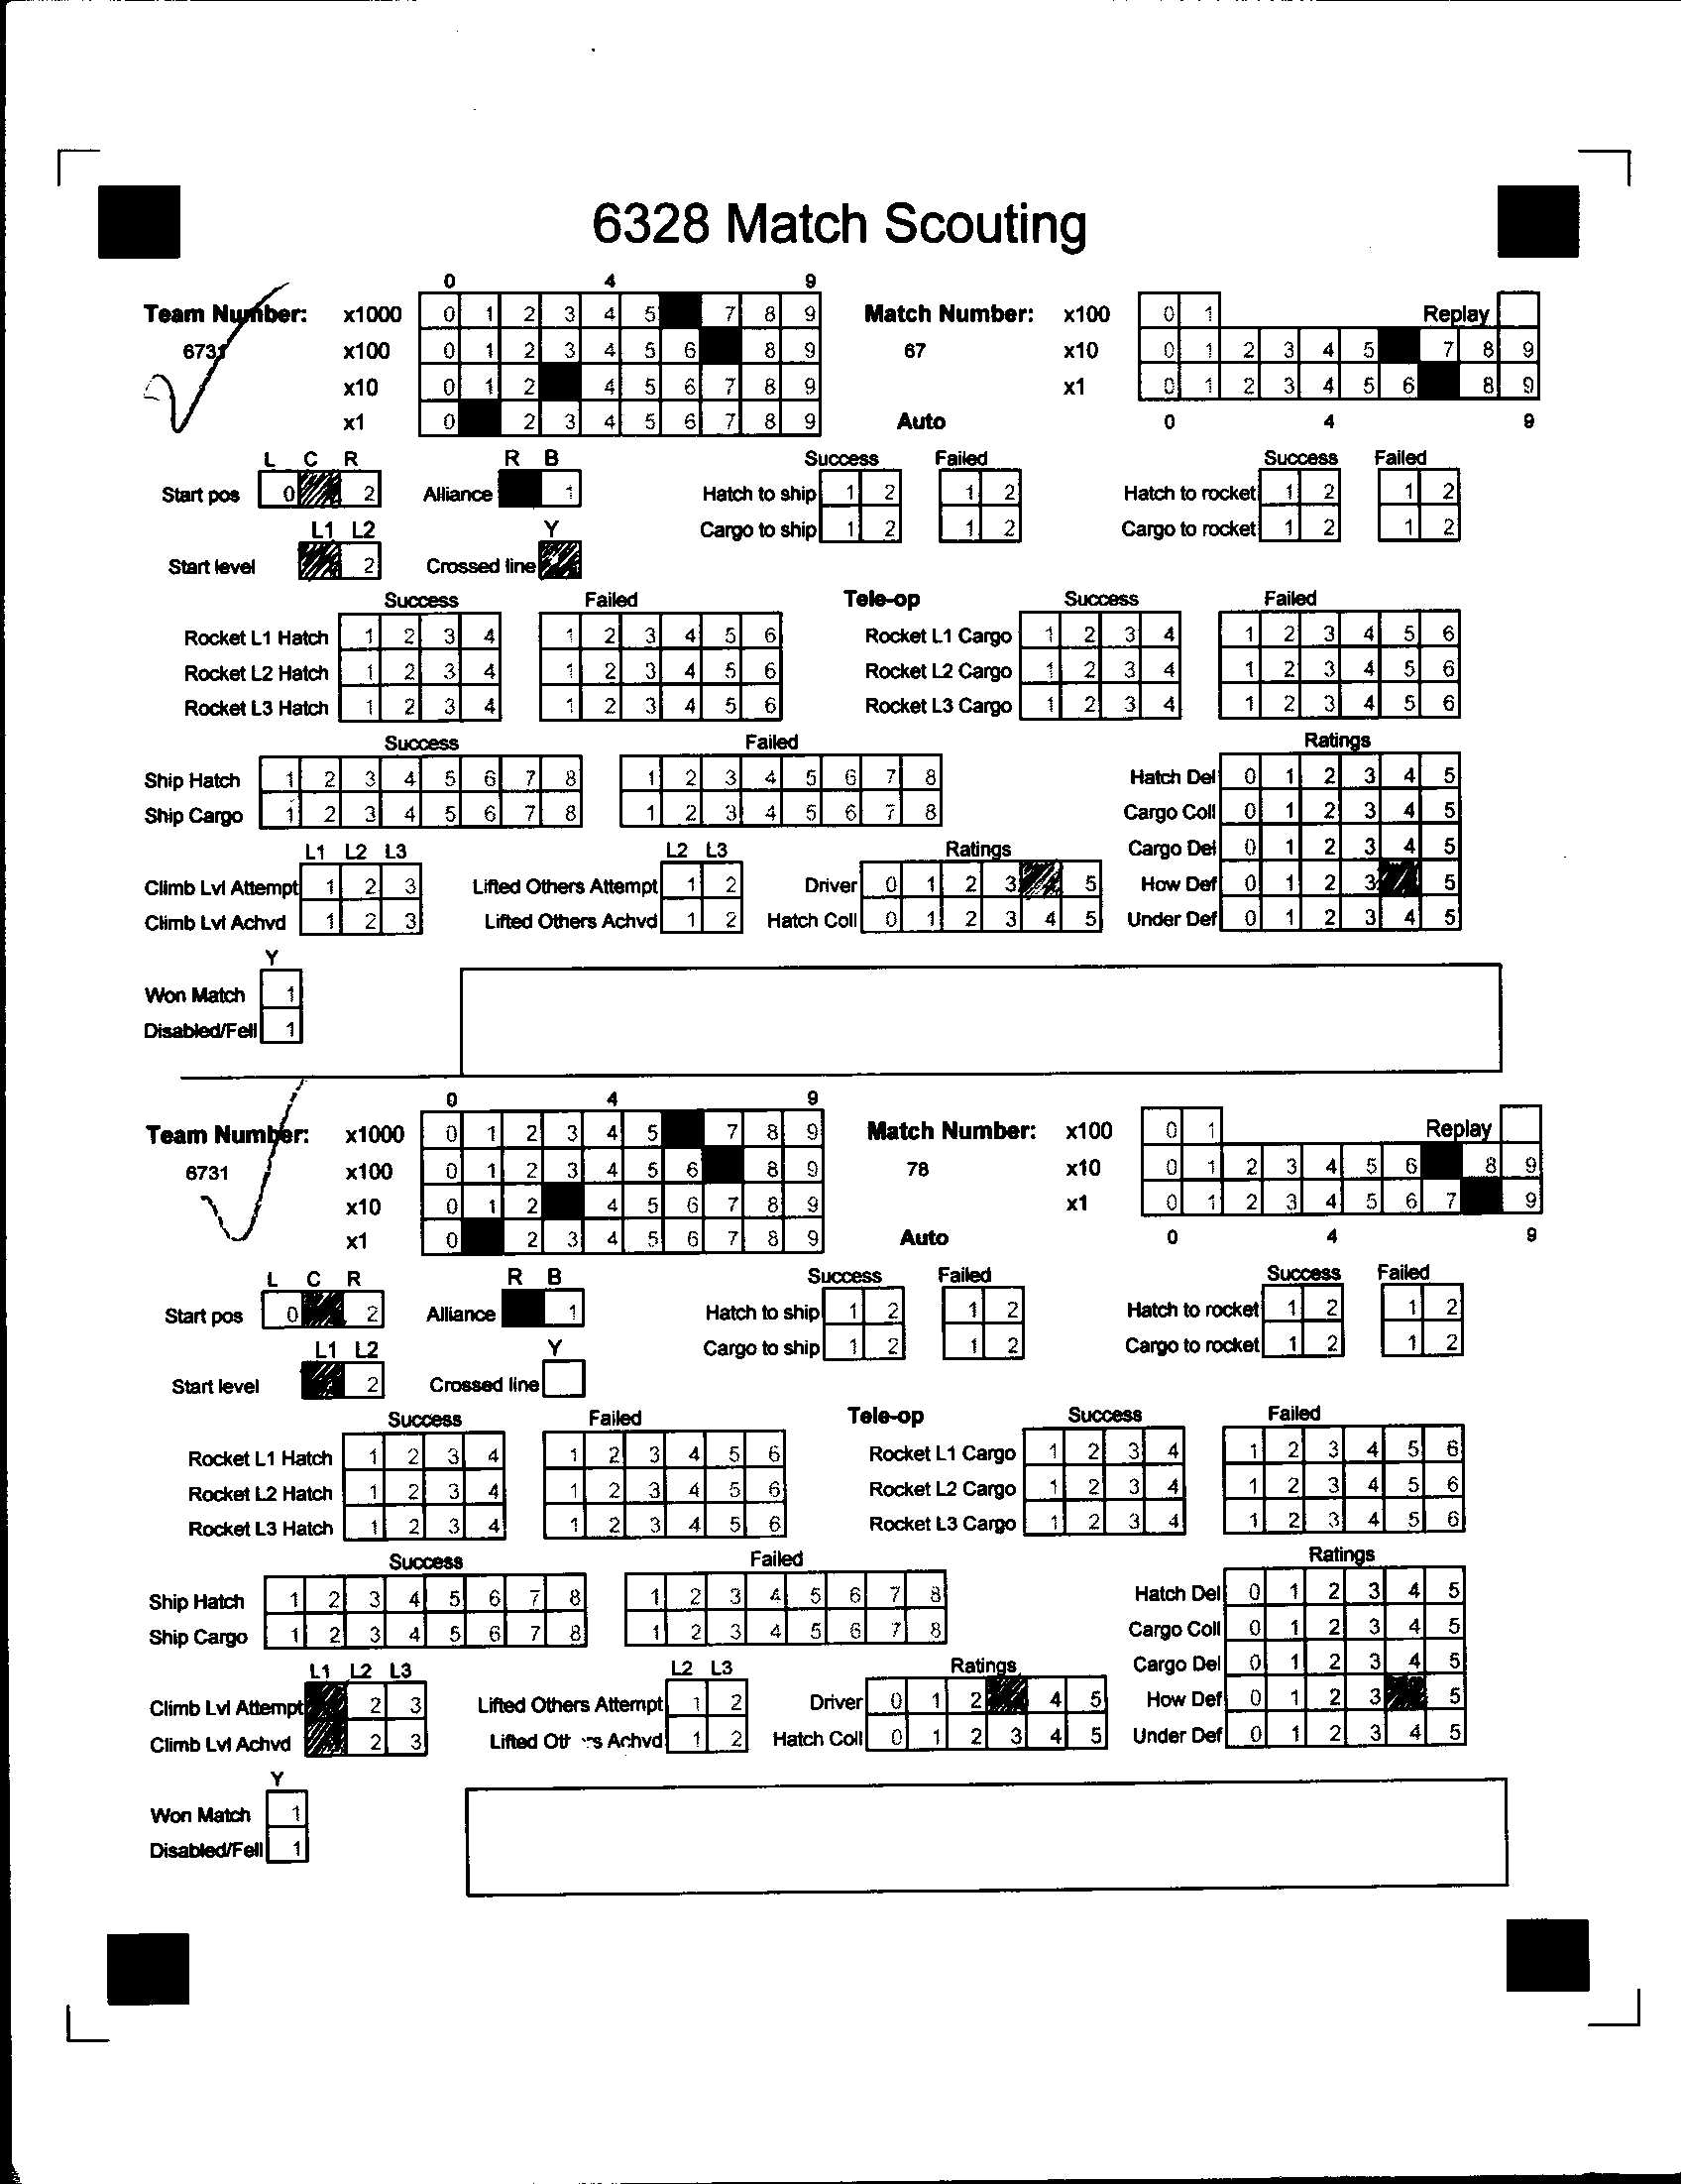 6328 Match Scouting
0 4 9
Team Number: x1000 0 1 2 3 4 5 7 8 9 Match Number: x100 0 1 Replay
6731 x100 0 1 2 3 4 5 6 8 9 67 x10 0 1 2 3 4 5 7 8 9
x10 0 1 2 4 5 6 7 8 9 x1 0 1 2 3 4 5 6 8 9
x1 0 2 3 4 5 6 7 8 9 Auto 0 4 9
L C R R B Success Failed Success Failed
Start pos 0 2 Alliance 1 Hatch to ship 1 2 1 2 Hatch to rocket 1 2 1 2
L1 L2 Y Cargo to ship 1 2 1 2 Cargo to rocket 1 2 1 2
Start level 2 Crossed line
Success Failed Tele-op Success Failed
Rocket L1 Hatch 1 2 3 4 1 2 3 4 5 6 Rocket L1 Cargo 1 2 3 4 1 2 3 4 5 6
Rocket L2 Hatch 1 2 3 4 1 2 3 4 5 6 Rocket L2 Cargo 1 2 3 4 1 2 3 4 5 6
Rocket L3 Hatch 1 2 3 4 1 2 3 4 5 6 Rocket L3 Cargo 1 2 3 4 1 2 3 4 5 6
Success Failed Ratings
Ship Hatch 1 2 3 4 5 6 7 8 1 2 3 4 5 6 7 8 Hatch Del 0 1 2 3 4 5
Ship Cargo 1 2 3 4 5 6 7 8 1 2 3 4 5 6 7 8 Cargo Coll 0 1 2 3 4 5
L1 L2 L3 L2 L3 Ratings Cargo Del 0 1 2 3 4 5
Climb Lvl Attempt 1 2 3 Lifted Others Attempt 1 2 Driver 0 1 2 3 5 How Def 0 1 2 3 5
Climb Lvl Achvd 1 2 3 Lifted Others Achvd 1 2 Hatch Coll 0 1 2 3 4 5 Under Def 0 1 2 3 4 5
Y
Won Match 1
Disabled/Fell 1
0 4 9
Team Number: x1000 0 1 2 3 4 5 7 8 9 Match Number: x100 0 1 Replay
6731 x100 0 1 2 3 4 5 6 8 9 78 x10 0 1 2 3 4 5 6 8 9
x10 0 1 2 4 5 6 7 8 9 x1 0 1 2 3 4 5 6 7 9
x1 0 2 3 4 5 6 7 8 9 Auto 0 4 9
L C R R B Success Failed Success Failed
Start pos 0 2 Alliance 1 Hatch to ship 1 2 1 2 Hatch to rocket 1 2 1 2
L1 L2 Y Cargo to ship 1 2 1 2 Cargo to rocket 1 2 1 2
Start level 2 Crossed line
Success Failed Tele-op Success Failed
Rocket L1 Hatch 1 2 3 4 1 2 3 4 5 6 Rocket L1 Cargo 1 2 3 4 1 2 3 4 5 6
Rocket L2 Hatch 1 2 3 4 1 2 3 4 5 6 Rocket L2 Cargo 1 2 3 4 1 2 3 4 5 6
Rocket L3 Hatch 1 2 3 4 1 2 3 4 5 6 Rocket L3 Cargo 1 2 3 4 1 2 3 4 5 6
Success Failed Ratings
Ship Hatch 1 2 3 4 5 6 7 8 1 2 3 4 5 6 7 8 Hatch Del 0 1 2 3 4 5
Ship Cargo 1 2 3 4 5 6 7 8 1 2 3 4 5 6 7 8 Cargo Coll 0 1 2 3 4 5
L1 L2 L3 L2 L3 Ratings Cargo Del 0 1 2 3 4 5
Climb Lvl Attempt 2 3 Lifted Others Attempt 1 2 Driver 0 1 2 4 5 How Def 0 1 2 3 5
Climb Lvl Achvd 2 3 Lifted Others Achvd 1 2 Hatch Coll 0 1 2 3 4 5 Under Def 0 1 2 3 4 5
Y
Won Match 1
Disabled/Fell 1